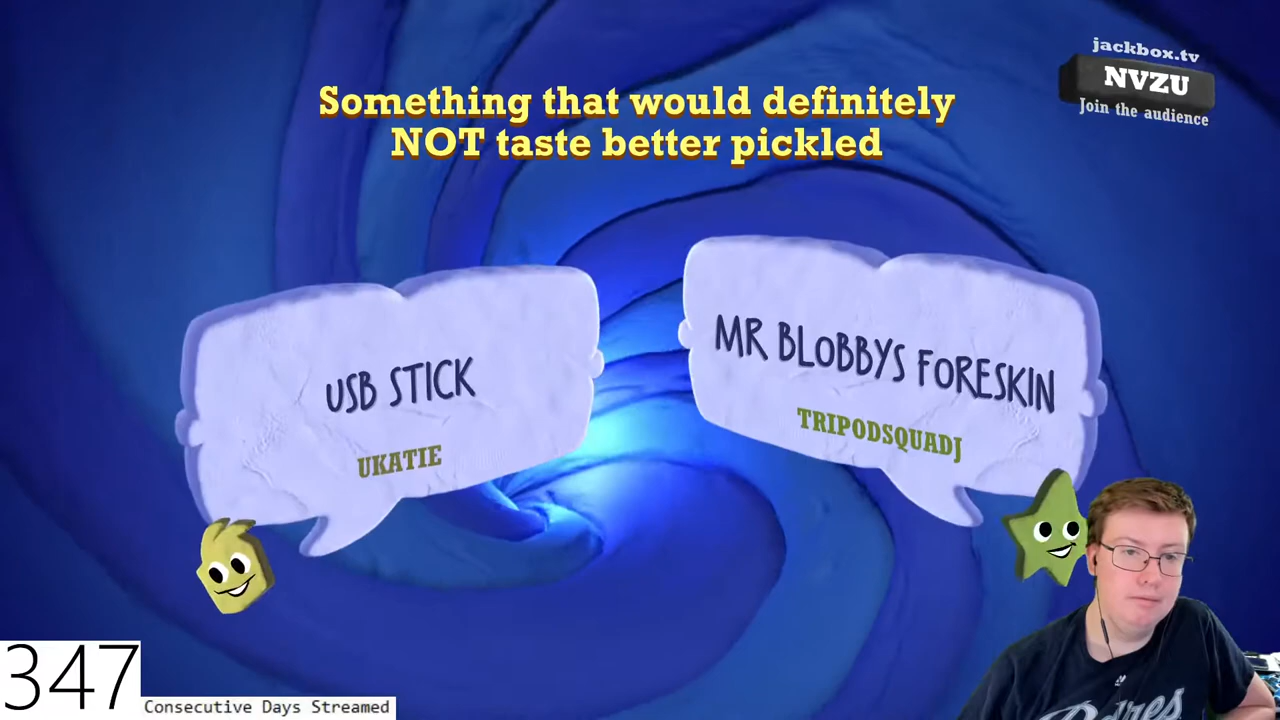 jackbox.tv
NVZU
Join the audience
Something that would definitely
NOT taste better pickled
USB STICK
UKATIE
MR BLOBBYS FORESKIN
TRIPODSQUADJ
347
Consecutive Days Streamed